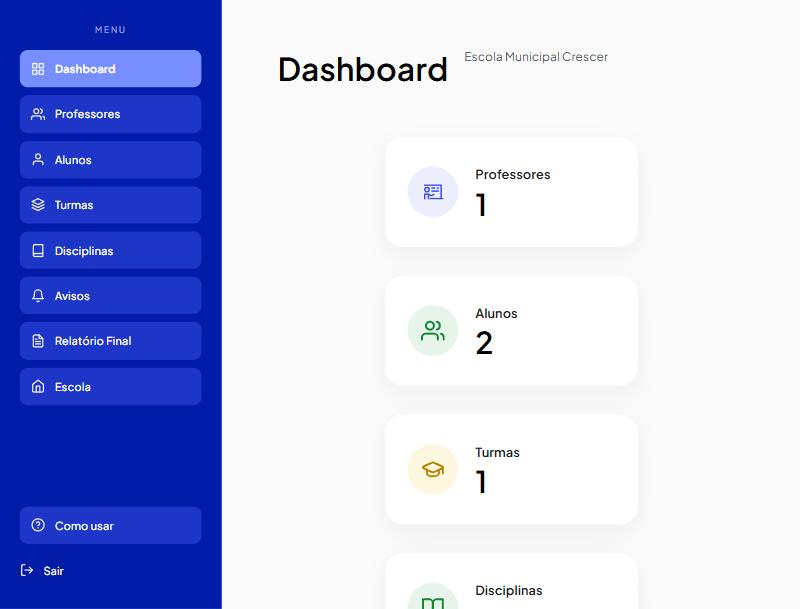 MENU
Dashboard
Professores
Alunos
Turmas
Disciplinas
Avisos
Relatório Final
Escola
Como usar
Sair
Dashboard
Escola Municipal Crescer
Professores
1
Alunos
2
Turmas
1
Disciplinas